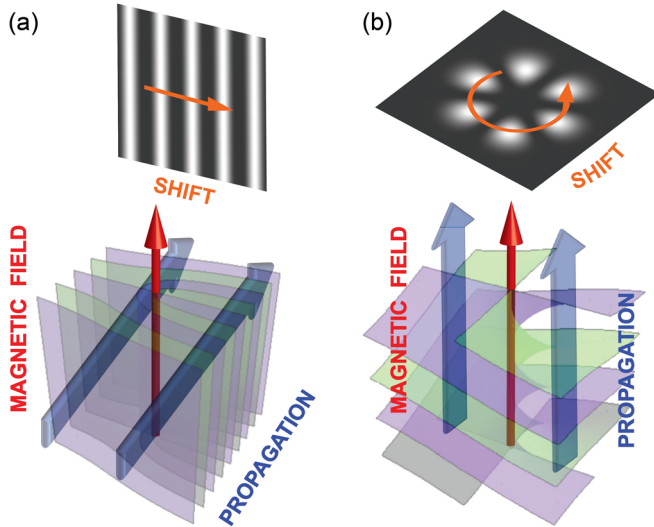 (a)
SHIFT
MAGNETIC FIELD
PROPAGATION
(b)
SHIFT
MAGNETIC FIELD
PROPAGATION